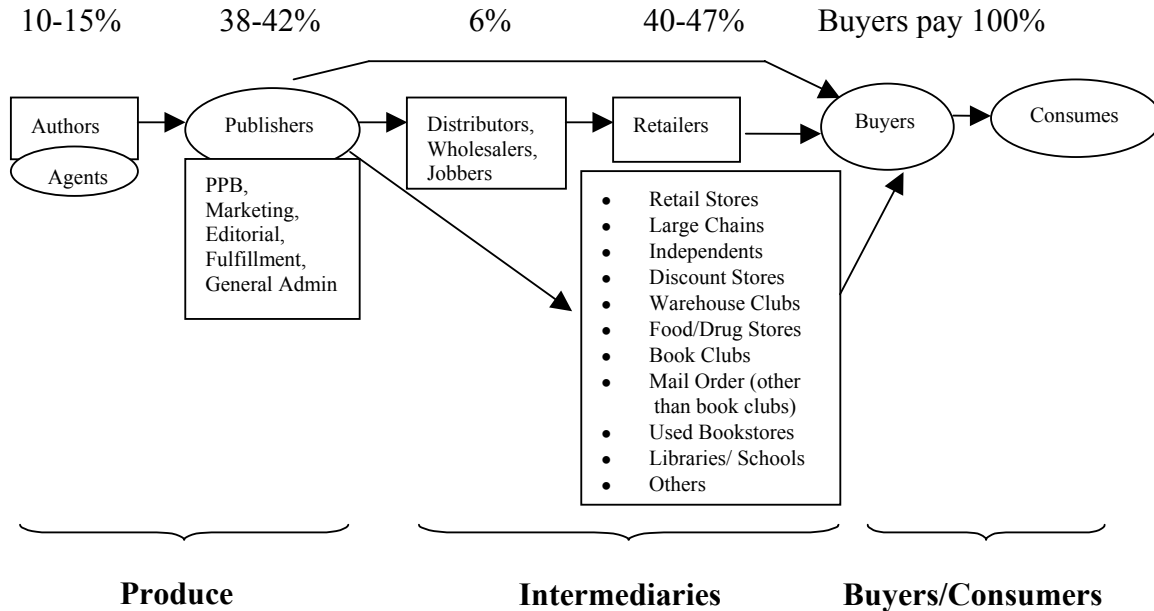 10-15% 38-42% 6% 40-47% Buyers pay 100%
Authors
Agents
Publishers
PPB,
Marketing,
Editorial,
Fulfillment,
General Admin
Distributors,
Wholesalers,
Jobbers
Retailers
• Retail Stores
• Large Chains
• Independents
• Discount Stores
• Warehouse Clubs
• Food/Drug Stores
• Book Clubs
• Mail Order (other
than book clubs)
• Used Bookstores
• Libraries/ Schools
• Others
Buyers
Consumes
Produce Intermediaries Buyers/Consumers